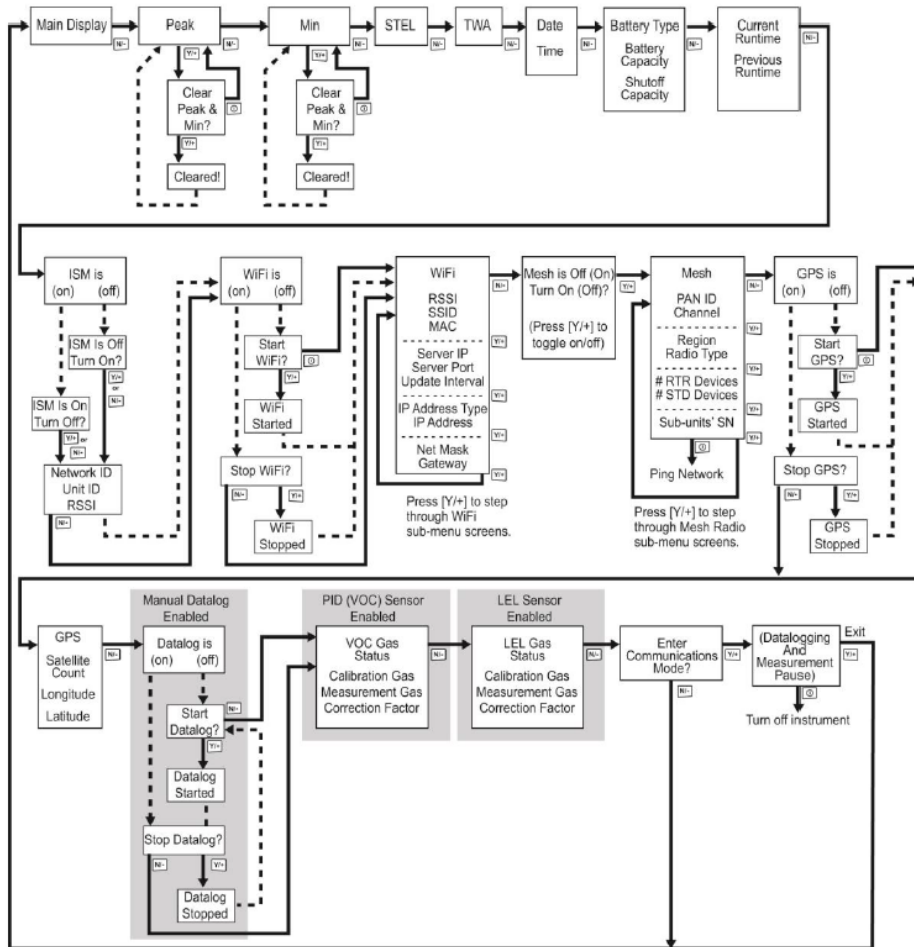 Main Display
N/-
Peak
N/-
Min
N/-
STEL
N/-
TWA
N/-
Date
Time
N/-
Battery Type
Battery
Capacity
Shutoff
Capacity
N/-
Current
Runtime
Previous
Runtime
N/-
Y/+
Clear
Peak &
Min?
Y/+
Cleared!
Y/+
Clear
Peak &
Min?
Y/+
Cleared!
ISM is
(on) (off)
ISM Is Off
Turn On?
Y/+
or
N/-
ISM Is On
Turn Off?
Y/+ or
N/-
Network ID
Unit ID
RSSI
N/-
WiFi is
(on) (off)
Start
WiFi?
Y/+
WiFi
Started
Stop WiFi?
N/-
Y/+
WiFi
Stopped
WiFi
RSSI
SSID
MAC
N/-
Y/+
Server IP
Server Port
Update Interval
Y/+
IP Address Type
IP Address
Y/+
Net Mask
Gateway
Y/+
Press [Y/+] to step
through WiFi
sub-menu screens.
Mesh is Off (On)
Turn On (Off)?
(Press [Y/+] to
toggle on/off)
Y/+
Mesh
PAN ID
Channel
N/-
Y/+
Region
Radio Type
Y/+
# RTR Devices
# STD Devices
Y/+
Sub-units' SN
Y/+
Ping Network
Press [Y/+] to step
through Mesh Radio
sub-menu screens.
GPS is
(on) (off)
Start
GPS?
Y/+
GPS
Started
Stop GPS?
N/-
Y/+
GPS
Stopped
GPS
Satellite
Count
Longitude
Latitude
N/-
Manual Datalog
Enabled
Datalog is
(on) (off)
Start
Datalog?
N/-
Y/+
Datalog
Started
Stop Datalog?
N/-
Y/+
Datalog
Stopped
PID (VOC) Sensor
Enabled
VOC Gas
Status
Calibration Gas
Measurement Gas
Correction Factor
N/-
LEL Sensor
Enabled
LEL Gas
Status
Calibration Gas
Measurement Gas
Correction Factor
N/-
Enter
Communications
Mode?
Y/+
N/-
(Datalogging
And
Measurement
Pause)
Exit
Y/+
Turn off instrument